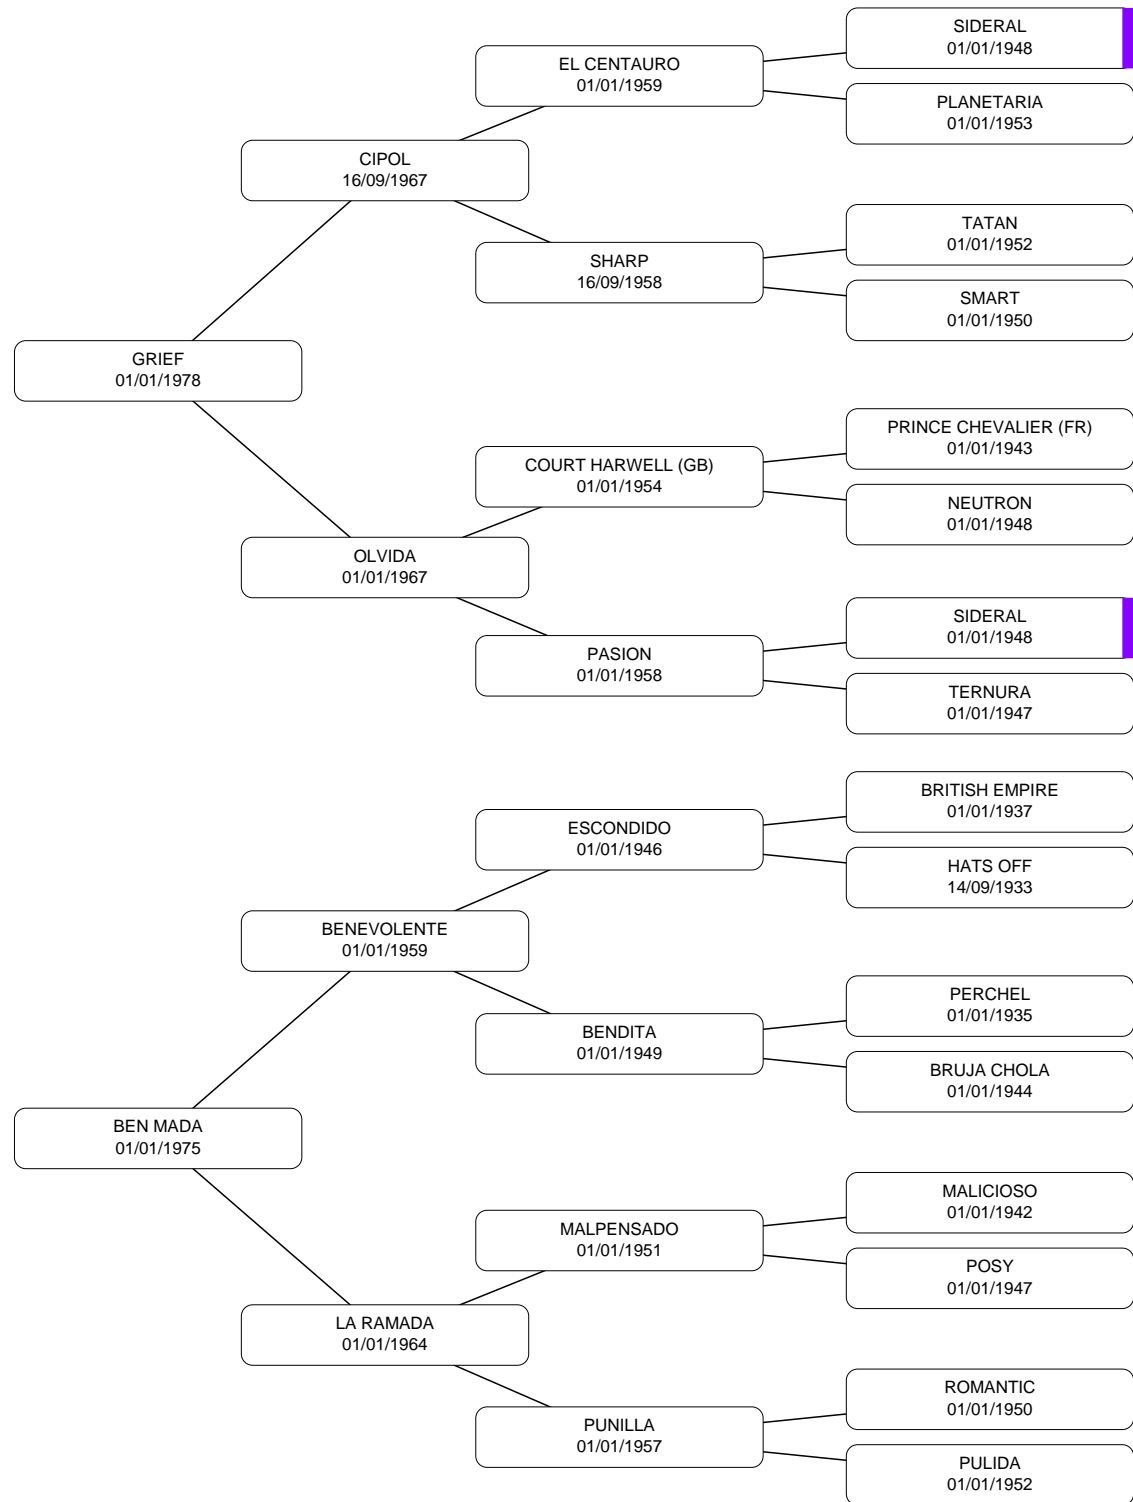 SIDERAL
01/01/1948
EL CENTAURO
01/01/1959
PLANETARIA
01/01/1953
CIPOL
16/09/1967
TATAN
01/01/1952
SHARP
16/09/1958
SMART
01/01/1950
GRIEF
01/01/1978
PRINCE CHEVALIER (FR)
01/01/1943
COURT HARWELL (GB)
01/01/1954
NEUTRON
01/01/1948
OLVIDA
01/01/1967
SIDERAL
01/01/1948
PASION
01/01/1958
TERNURA
01/01/1947
BRITISH EMPIRE
01/01/1937
ESCONDIDO
01/01/1946
HATS OFF
14/09/1933
BENEVOLENTE
01/01/1959
PERCHEL
01/01/1935
BENDITA
01/01/1949
BRUJA CHOLA
01/01/1944
BEN MADA
01/01/1975
MALICIOSO
01/01/1942
MALPENSADO
01/01/1951
POSY
01/01/1947
LA RAMADA
01/01/1964
ROMANTIC
01/01/1950
PUNILLA
01/01/1957
PULIDA
01/01/1952